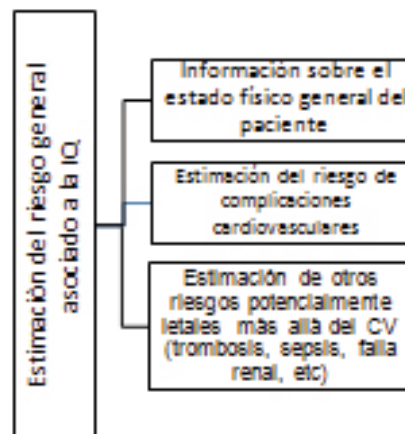 Estimación del riesgo general
asociado a la IQ
Información sobre el
estado físico general del
paciente
Estimación del riesgo de
complicaciones
cardiovasculares
Estimación de otros
riesgos potencialmente
letales más allà del CV
(trombosis, sepsis, falla
renal, etc)